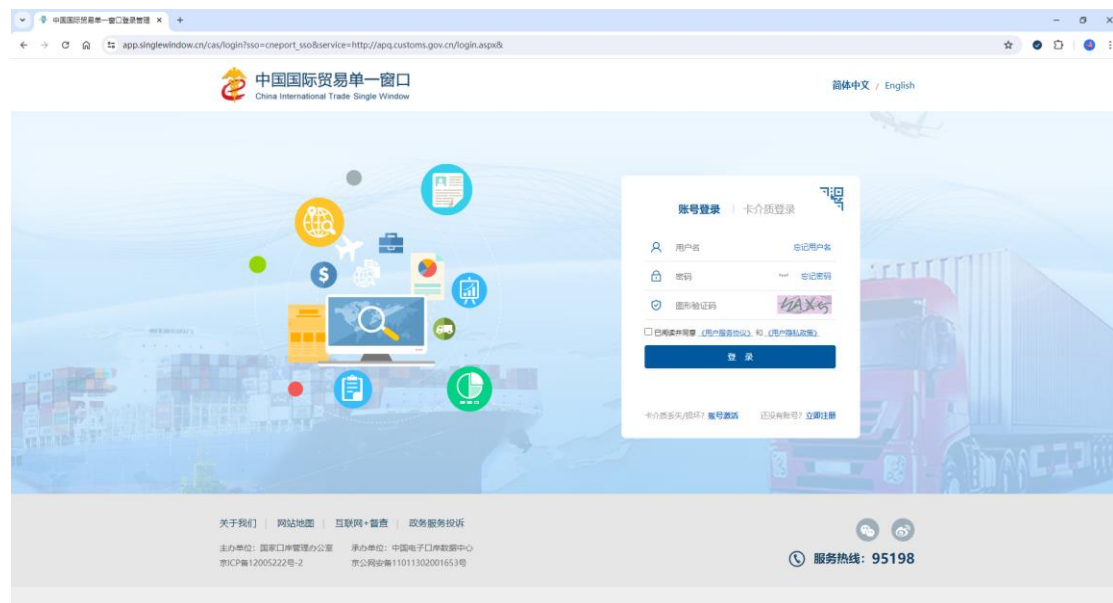 中国国际贸易单一窗口登录管理
app.singlewindow.cn/cas/login?sso=cneport_sso&service=http://apq.customs.gov.cn/login.aspx&
中国国际贸易单一窗口
China International Trade Single Window
简体中文 / English
账号登录 | 卡介质登录
用户名 忘记用户名
密码 忘记密码
图形验证码
已阅读并同意《用户服务协议》和《用户隐私政策》
登 录
卡介质丢失/损坏？账号激活 还没有账号？立即注册
关于我们 | 网站地图 | 互联网+督查 | 政务服务投诉
主办单位：国家口岸管理办公室 承办单位：中国电子口岸数据中心
京ICP备12005222号-2 京公网安备11011302001653号
服务热线：95198